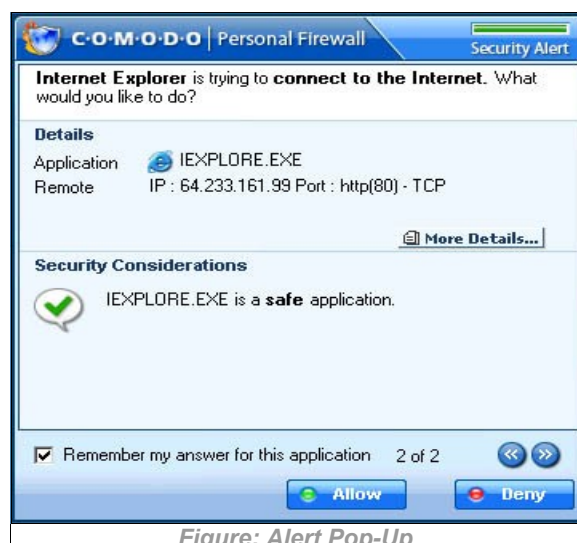 C·O·M·O·D·O | Personal Firewall
Security Alert
Internet Explorer is trying to connect to the Internet. What
would you like to do?
Details
Application IEXPLORE.EXE
Remote IP : 64.233.161.99 Port : http(80) - TCP
More Details...
Security Considerations
IEXPLORE.EXE is a safe application.
Remember my answer for this application 2 of 2
Allow Deny
Figure: Alert Pop-Up